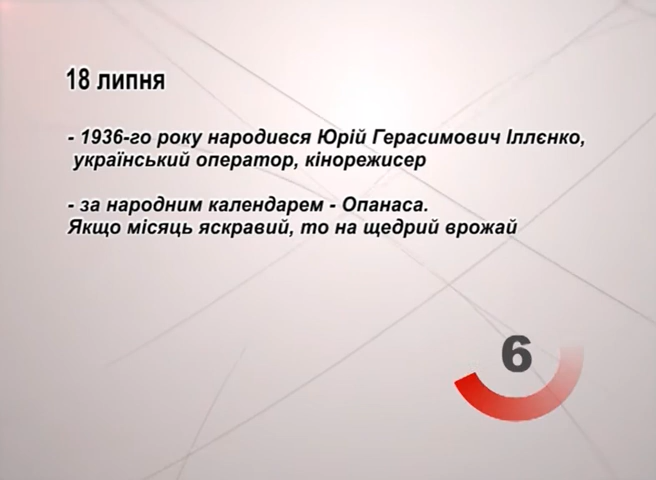 18 липня
- 1936-го року народився Юрій Герасимович Іллєнко,
український оператор, кінорежисер
- за народним календарем - Опанаса.
Якщо місяць яскравий, то на щедрий врожай
6